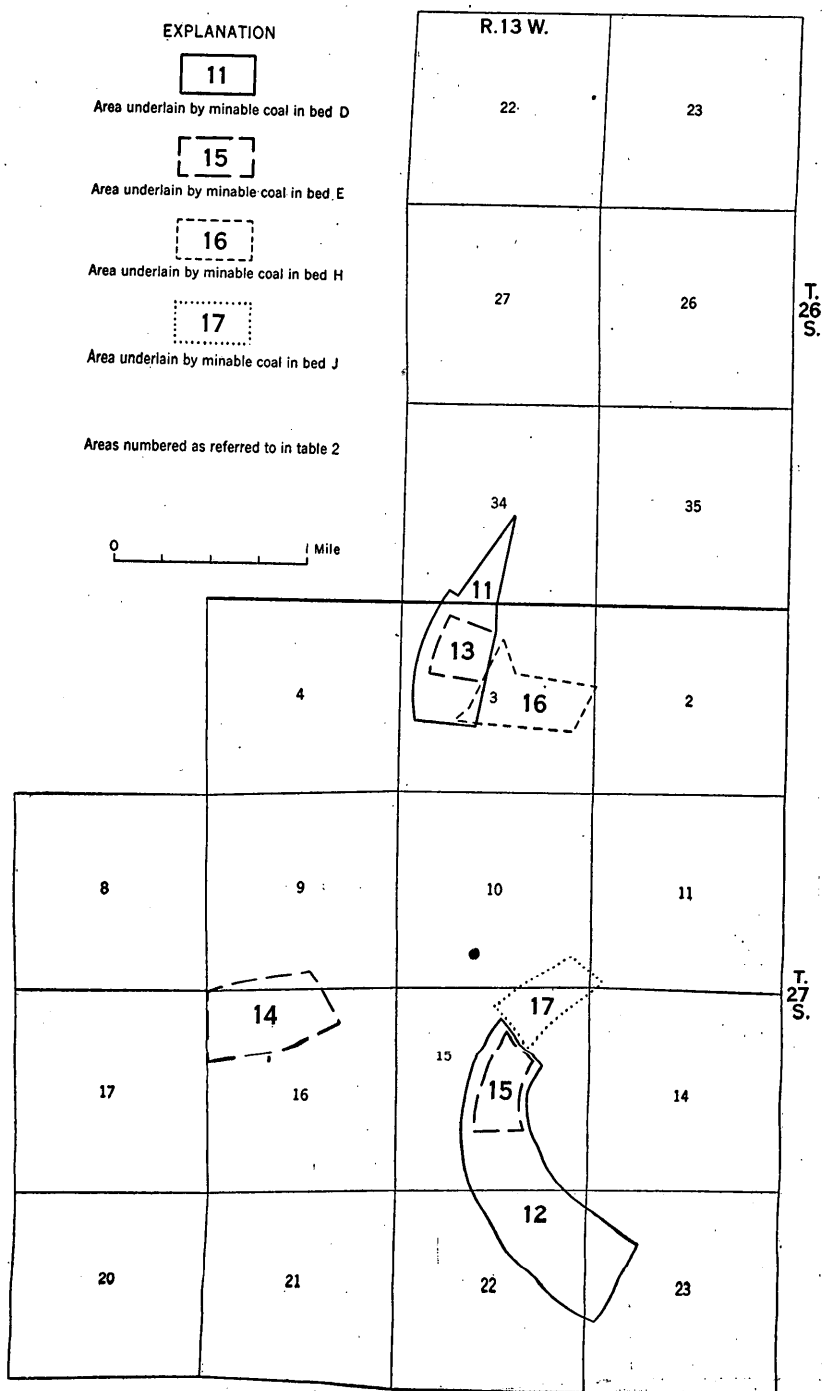 EXPLANATION
11
Area underlain by minable coal in bed D
15
Area underlain by minable coal in bed E
16
Area underlain by minable coal in bed H
17
Area underlain by minable coal in bed J
Areas numbered as referred to in table 2
0 1 Mile
R.13 W.
22 23
27 26
T.
26
S.
34 35
11
13
4 3 16 2
8 9 10 11
T.
27
S.
14 17
17 16 15 15 14
12
20 21 22 23